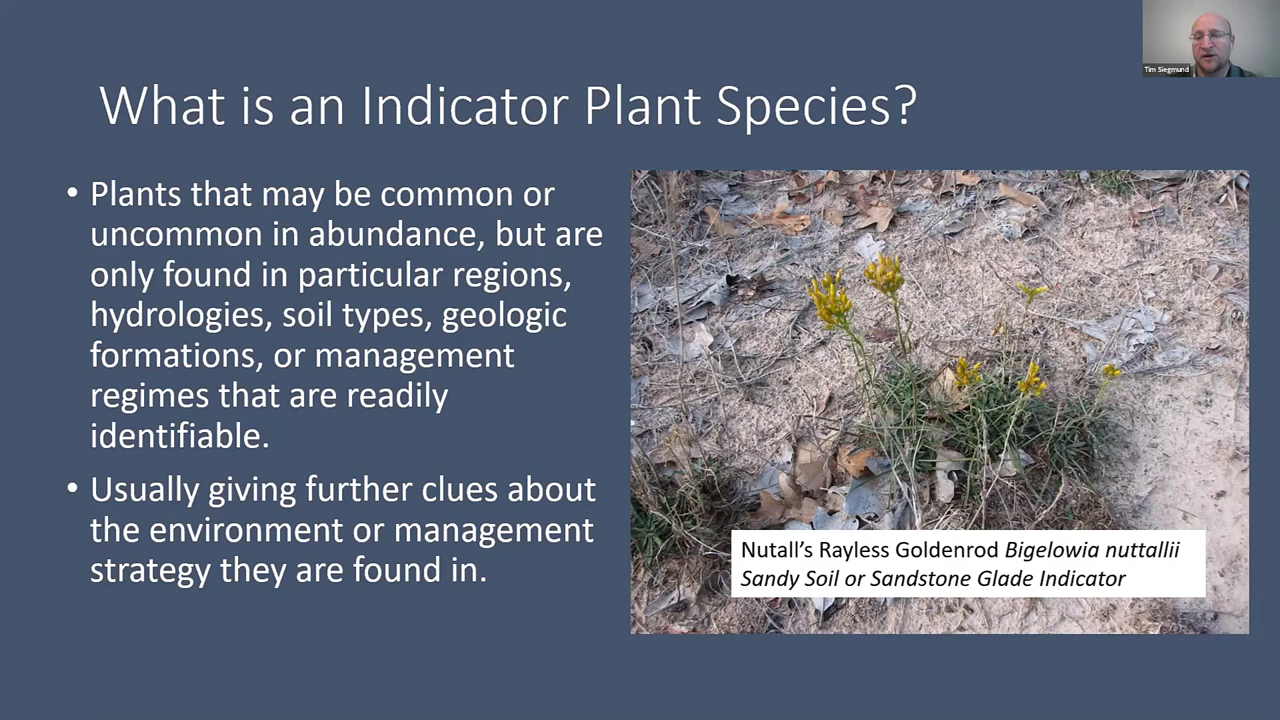 Tim Siegmund
What is an Indicator Plant Species?
• Plants that may be common or
uncommon in abundance, but are
only found in particular regions,
hydrologies, soil types, geologic
formations, or management
regimes that are readily
identifiable.
• Usually giving further clues about
the environment or management
strategy they are found in.
Nutall’s Rayless Goldenrod Bigelowia nuttallii
Sandy Soil or Sandstone Glade Indicator